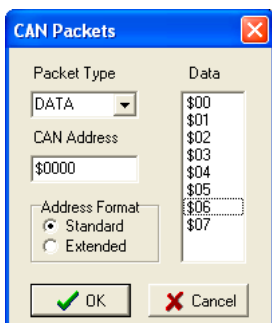 CAN Packets
Packet Type
DATA
CAN Address
$0000
Address Format
Standard
Extended
Data
$00
$01
$02
$03
$04
$05
$06
$07
OK
Cancel